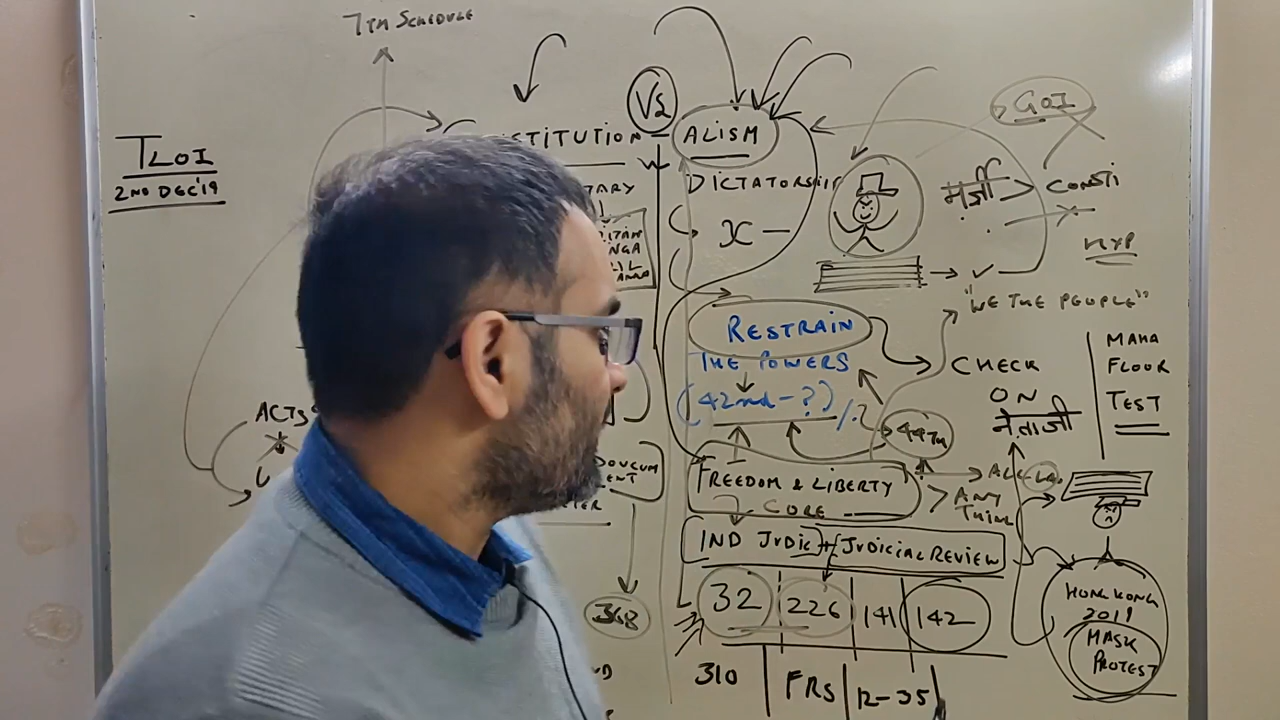 7TH SCHEDULE
TLOI
2ND DEC'19
VS
STITUTION
ALISM
GOI
TARY
DICTATORSHIP
मर्जी
CONSTI
X —
"WE THE PEOPLE"
RESTRAIN
THE POWERS
(42nd-?)
CHECK
ON
नेताजी
MAHA
FLOOR
TEST
44TH
ACTS
FREEDOM & LIBERTY
CORE
ANY
IND JUDIC + JUDICIAL REVIEW
368
32
226
141
142
HONG KONG
2019
MASK
PROTEST
310
FRS
12-35